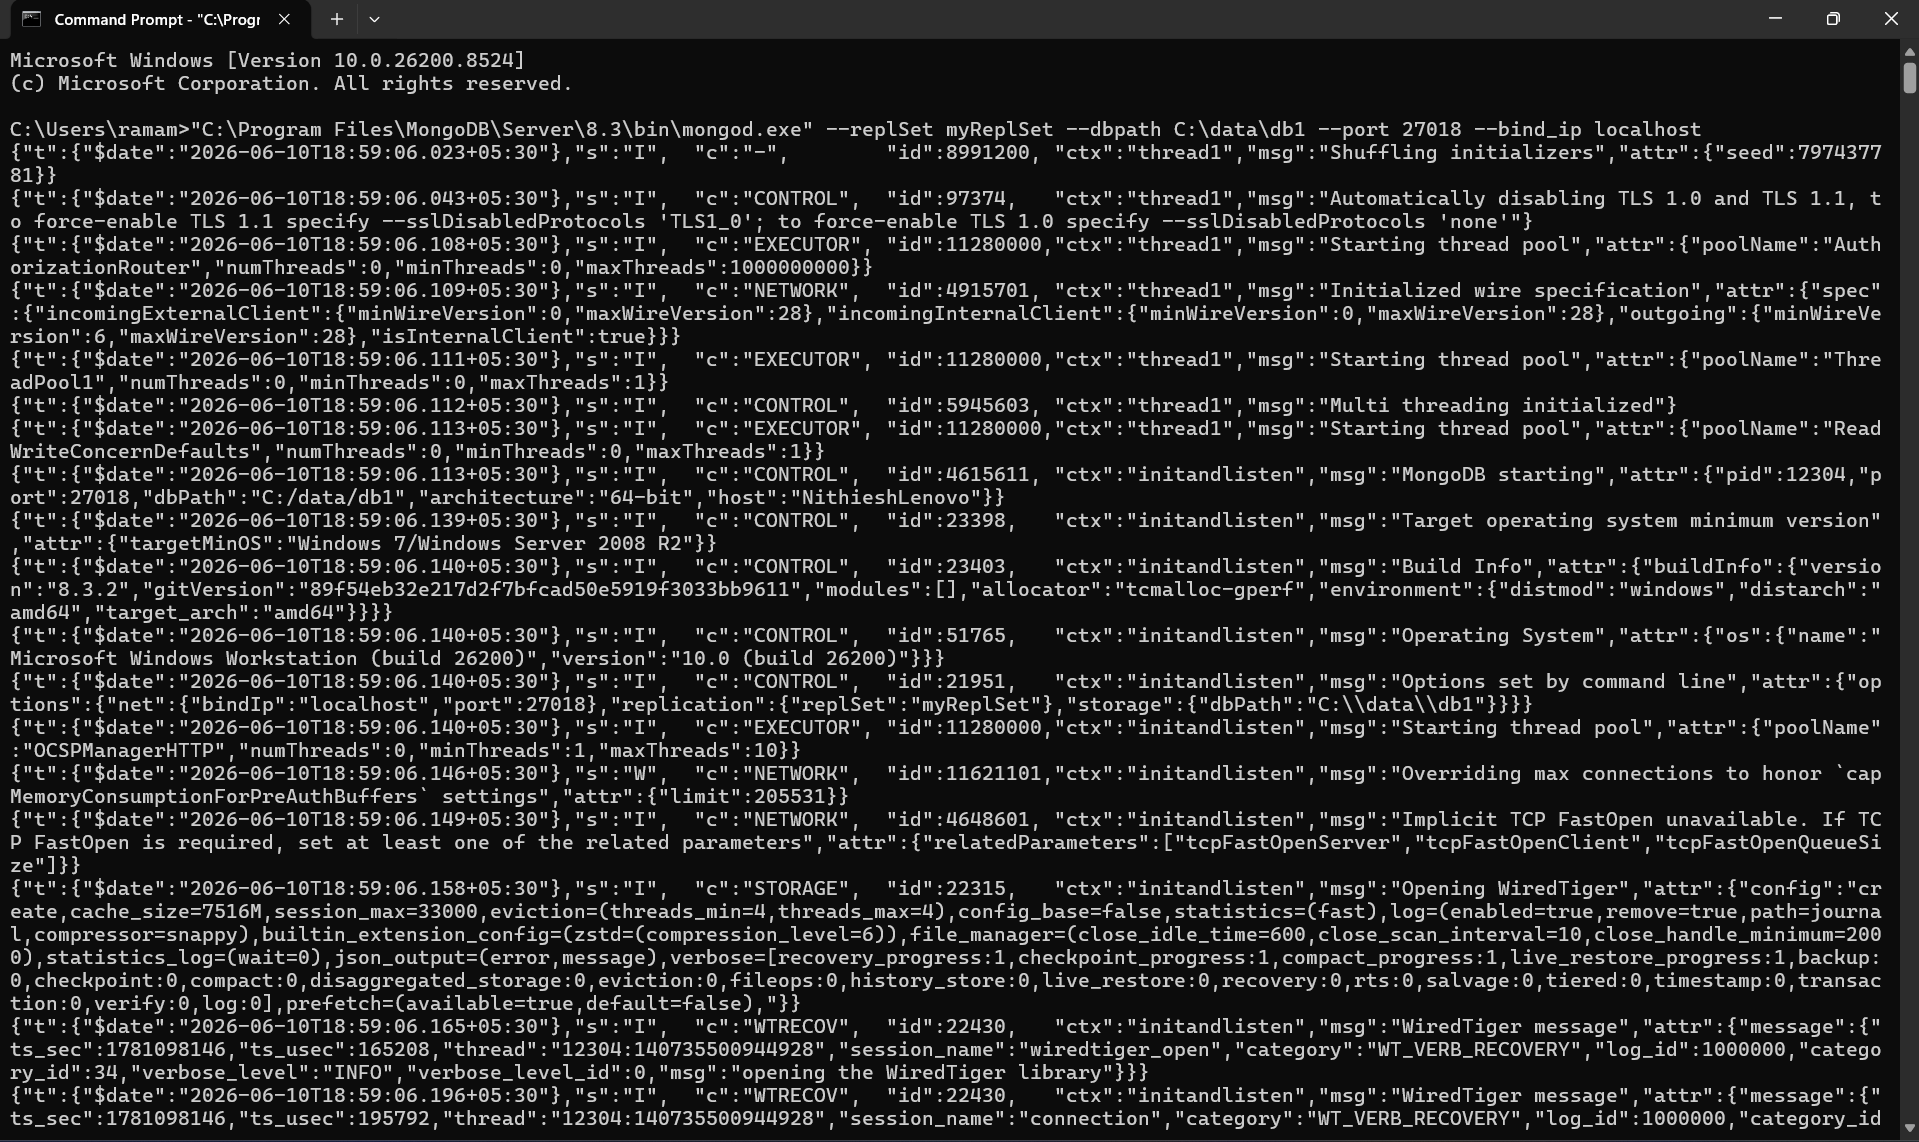 Command Prompt - "C:\Progr
Microsoft Windows [Version 10.0.26200.8524]
(c) Microsoft Corporation. All rights reserved.
C:\Users\ramam>"C:\Program Files\MongoDB\Server\8.3\bin\mongod.exe" --replSet myReplSet --dbpath C:\data\db1 --port 27018 --bind_ip localhost
{"t":{"$date":"2026-06-10T18:59:06.023+05:30"},"s":"I",  "c":"-",        "id":8991200, "ctx":"thread1","msg":"Shuffling initializers","attr":{"seed":7974377
81}}
{"t":{"$date":"2026-06-10T18:59:06.043+05:30"},"s":"I",  "c":"CONTROL",  "id":97374,   "ctx":"thread1","msg":"Automatically disabling TLS 1.0 and TLS 1.1, t
o force-enable TLS 1.1 specify --sslDisabledProtocols 'TLS1_0'; to force-enable TLS 1.0 specify --sslDisabledProtocols 'none'"}
{"t":{"$date":"2026-06-10T18:59:06.108+05:30"},"s":"I",  "c":"EXECUTOR", "id":11280000,"ctx":"thread1","msg":"Starting thread pool","attr":{"poolName":"Auth
orizationRouter","numThreads":0,"minThreads":0,"maxThreads":1000000000}}
{"t":{"$date":"2026-06-10T18:59:06.109+05:30"},"s":"I",  "c":"NETWORK",  "id":4915701, "ctx":"thread1","msg":"Initialized wire specification","attr":{"spec"
:{"incomingExternalClient":{"minWireVersion":0,"maxWireVersion":28},"incomingInternalClient":{"minWireVersion":0,"maxWireVersion":28},"outgoing":{"minWireVe
rsion":6,"maxWireVersion":28},"isInternalClient":true}}}
{"t":{"$date":"2026-06-10T18:59:06.111+05:30"},"s":"I",  "c":"EXECUTOR", "id":11280000,"ctx":"thread1","msg":"Starting thread pool","attr":{"poolName":"Thre
adPool1","numThreads":0,"minThreads":0,"maxThreads":1}}
{"t":{"$date":"2026-06-10T18:59:06.112+05:30"},"s":"I",  "c":"CONTROL",  "id":5945603, "ctx":"thread1","msg":"Multi threading initialized"}
{"t":{"$date":"2026-06-10T18:59:06.113+05:30"},"s":"I",  "c":"EXECUTOR", "id":11280000,"ctx":"thread1","msg":"Starting thread pool","attr":{"poolName":"Read
WriteConcernDefaults","numThreads":0,"minThreads":0,"maxThreads":1}}
{"t":{"$date":"2026-06-10T18:59:06.113+05:30"},"s":"I",  "c":"CONTROL",  "id":4615611, "ctx":"initandlisten","msg":"MongoDB starting","attr":{"pid":12304,"p
ort":27018,"dbPath":"C:/data/db1","architecture":"64-bit","host":"NithieshLenovo"}}
{"t":{"$date":"2026-06-10T18:59:06.139+05:30"},"s":"I",  "c":"CONTROL",  "id":23398,   "ctx":"initandlisten","msg":"Target operating system minimum version"
,"attr":{"targetMinOS":"Windows 7/Windows Server 2008 R2"}}
{"t":{"$date":"2026-06-10T18:59:06.140+05:30"},"s":"I",  "c":"CONTROL",  "id":23403,   "ctx":"initandlisten","msg":"Build Info","attr":{"buildInfo":{"versio
n":"8.3.2","gitVersion":"89f54eb32e217d2f7bfcad50e5919f3033bb9611","modules":[],"allocator":"tcmalloc-gperf","environment":{"distmod":"windows","distarch":"
amd64","target_arch":"amd64"}}}}
{"t":{"$date":"2026-06-10T18:59:06.140+05:30"},"s":"I",  "c":"CONTROL",  "id":51765,   "ctx":"initandlisten","msg":"Operating System","attr":{"os":{"name":"
Microsoft Windows Workstation (build 26200)","version":"10.0 (build 26200)"}}}
{"t":{"$date":"2026-06-10T18:59:06.140+05:30"},"s":"I",  "c":"CONTROL",  "id":21951,   "ctx":"initandlisten","msg":"Options set by command line","attr":{"op
tions":{"net":{"bindIp":"localhost","port":27018},"replication":{"replSet":"myReplSet"},"storage":{"dbPath":"C:\\data\\db1"}}}}
{"t":{"$date":"2026-06-10T18:59:06.140+05:30"},"s":"I",  "c":"EXECUTOR", "id":11280000,"ctx":"initandlisten","msg":"Starting thread pool","attr":{"poolName"
:"OCSPManagerHTTP","numThreads":0,"minThreads":1,"maxThreads":10}}
{"t":{"$date":"2026-06-10T18:59:06.146+05:30"},"s":"W",  "c":"NETWORK",  "id":11621101,"ctx":"initandlisten","msg":"Overriding max connections to honor `cap
MemoryConsumptionForPreAuthBuffers` settings","attr":{"limit":205531}}
{"t":{"$date":"2026-06-10T18:59:06.149+05:30"},"s":"I",  "c":"NETWORK",  "id":4648601, "ctx":"initandlisten","msg":"Implicit TCP FastOpen unavailable. If TC
P FastOpen is required, set at least one of the related parameters","attr":{"relatedParameters":["tcpFastOpenServer","tcpFastOpenClient","tcpFastOpenQueueSi
ze"]}}
{"t":{"$date":"2026-06-10T18:59:06.158+05:30"},"s":"I",  "c":"STORAGE",  "id":22315,   "ctx":"initandlisten","msg":"Opening WiredTiger","attr":{"config":"cr
eate,cache_size=7516M,session_max=33000,eviction=(threads_min=4,threads_max=4),config_base=false,statistics=(fast),log=(enabled=true,remove=true,path=journa
l,compressor=snappy),builtin_extension_config=(zstd=(compression_level=6)),file_manager=(close_idle_time=600,close_scan_interval=10,close_handle_minimum=200
0),statistics_log=(wait=0),json_output=(error,message),verbose=[recovery_progress:1,checkpoint_progress:1,compact_progress:1,live_restore_progress:1,backup:
0,checkpoint:0,compact:0,disaggregated_storage:0,eviction:0,fileops:0,history_store:0,live_restore:0,recovery:0,rts:0,salvage:0,tiered:0,timestamp:0,transac
tion:0,verify:0,log:0],prefetch=(available=true,default=false),"}}
{"t":{"$date":"2026-06-10T18:59:06.165+05:30"},"s":"I",  "c":"WTRECOV",  "id":22430,   "ctx":"initandlisten","msg":"WiredTiger message","attr":{"message":{"
ts_sec":1781098146,"ts_usec":165208,"thread":"12304:140735500944928","session_name":"wiredtiger_open","category":"WT_VERB_RECOVERY","log_id":1000000,"catego
ry_id":34,"verbose_level":"INFO","verbose_level_id":0,"msg":"opening the WiredTiger library"}}}
{"t":{"$date":"2026-06-10T18:59:06.196+05:30"},"s":"I",  "c":"WTRECOV",  "id":22430,   "ctx":"initandlisten","msg":"WiredTiger message","attr":{"message":{"
ts_sec":1781098146,"ts_usec":195792,"thread":"12304:140735500944928","session_name":"connection","category":"WT_VERB_RECOVERY","log_id":1000000,"category_id